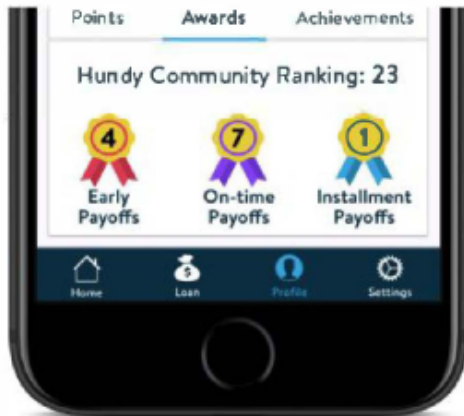 Points Awards Achievements
Hundy Community Ranking: 23
4 7 1
Early On-time Installment
Payoffs Payoffs Payoffs
Home Loan Profile Settings